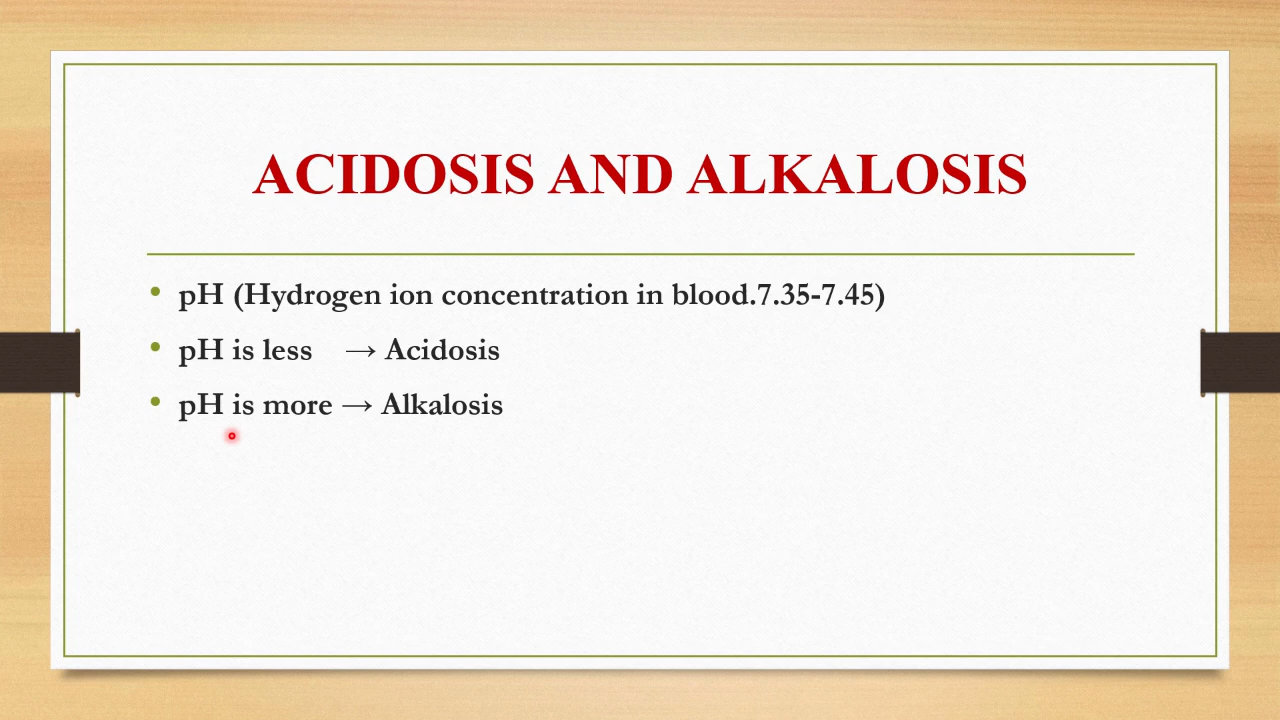 ACIDOSIS AND ALKALOSIS
• pH (Hydrogen ion concentration in blood.7.35-7.45)
• pH is less → Acidosis
• pH is more → Alkalosis